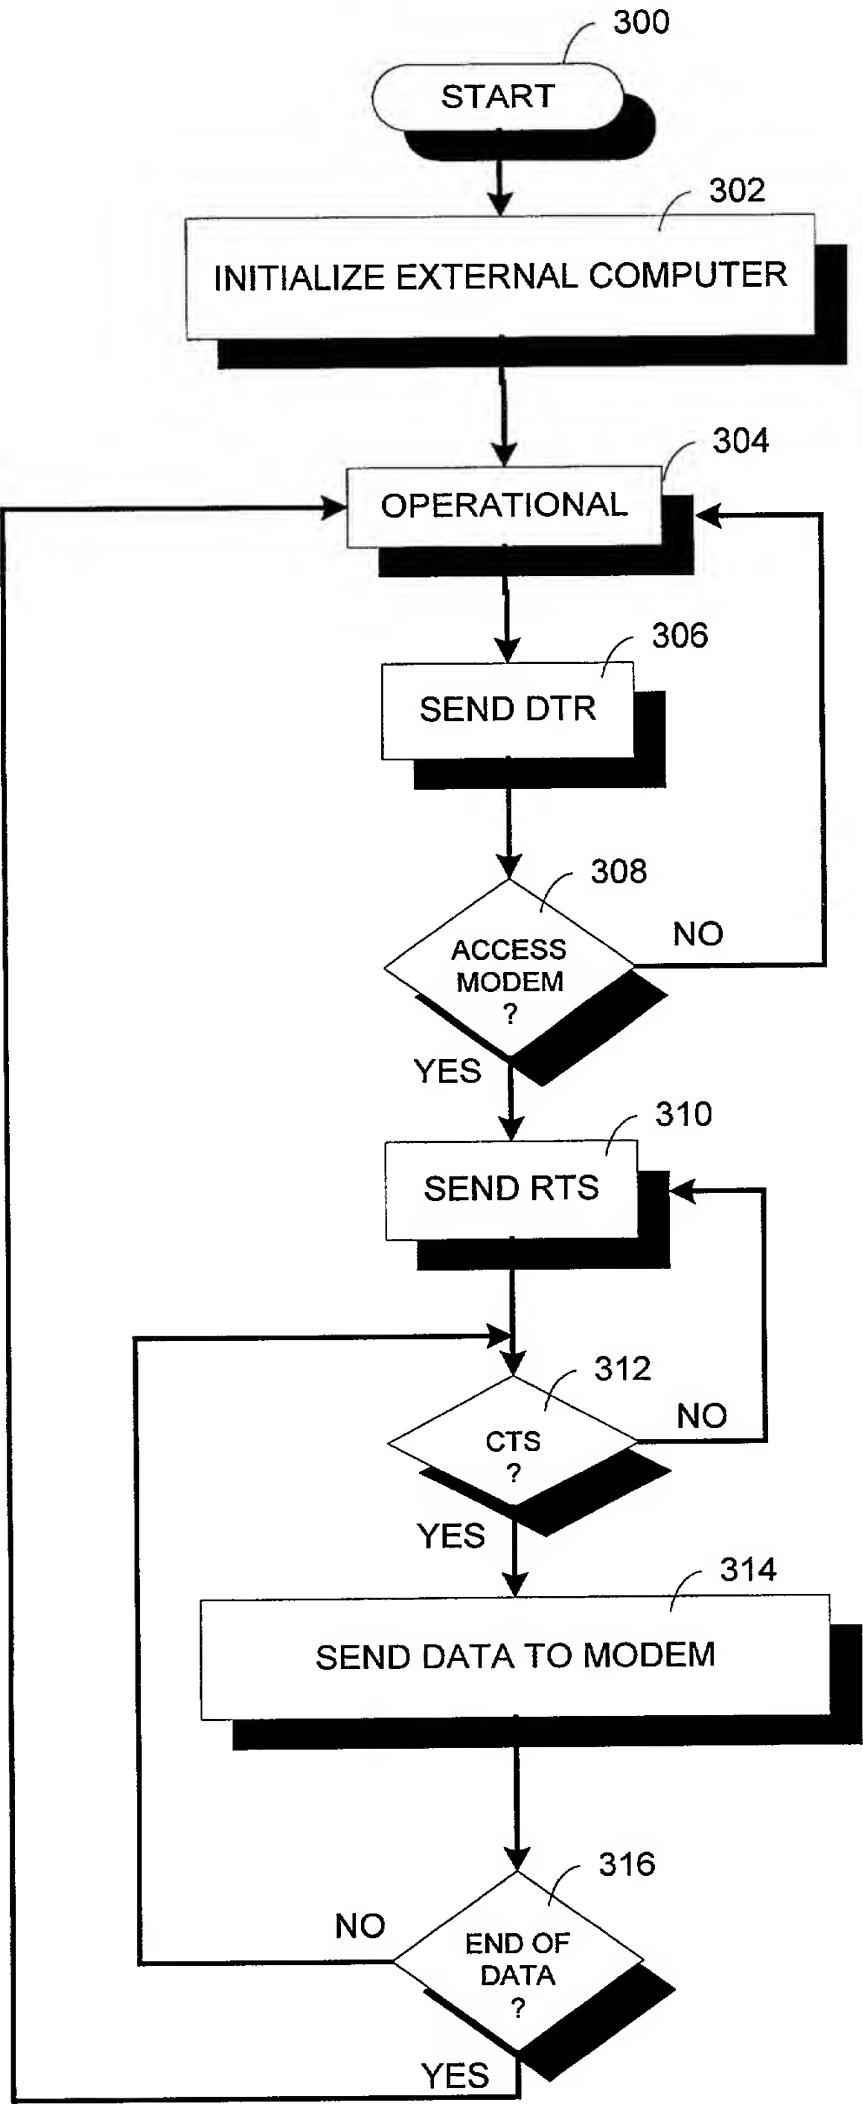 300
START
302
INITIALIZE EXTERNAL COMPUTER
304
OPERATIONAL
306
SEND DTR
308
ACCESS
MODEM
?
NO
YES
310
SEND RTS
312
CTS
?
NO
YES
314
SEND DATA TO MODEM
316
END OF
DATA
?
NO
YES